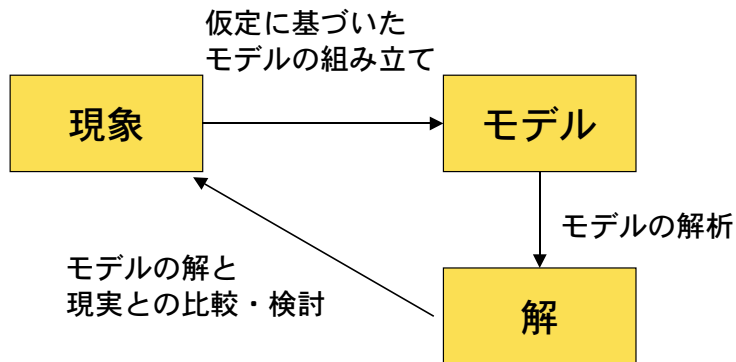 仮定に基づいた
モデルの組み立て
現象
モデル
モデルの解析
モデルの解と
現実との比較・検討
解